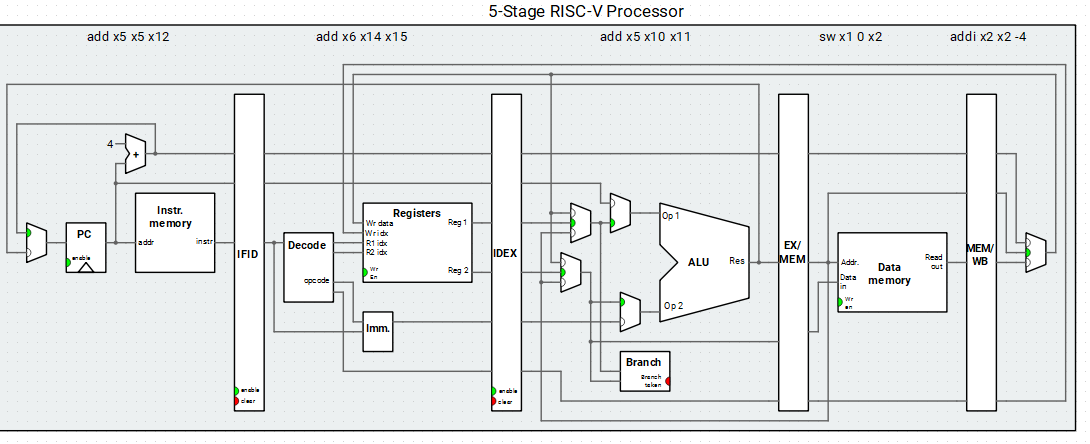 5-Stage RISC-V Processor
add x5 x5 x12
add x6 x14 x15
add x5 x10 x11
sw x1 0 x2
addi x2 x2 -4
4
+
Instr.
memory
addr
instr
PC
enable
IFID
enable
clear
Decode
opcode
Registers
Wr data
Wr idx
R1 idx
R2 idx
Wr
En
Reg 1
Reg 2
Imm.
IDEX
enable
clear
Op 1
ALU
Res
Op 2
Branch
Branch
taken
EX/
MEM
Addr.
Data
in
Wr
en
Data
memory
Read
out
MEM/
WB